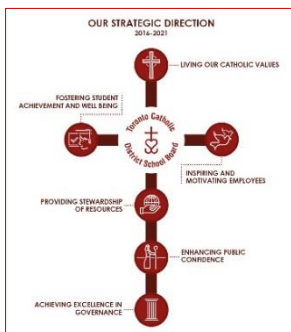 OUR STRATEGIC DIRECTION
2016-2021
LIVING OUR CATHOLIC VALUES
FOSTERING STUDENT
ACHIEVEMENT AND WELL BEING
Toronto Catholic
District School Board
INSPIRING AND
MOTIVATING EMPLOYEES
PROVIDING STEWARDSHIP
OF RESOURCES
ENHANCING PUBLIC
CONFIDENCE
ACHIEVING EXCELLENCE IN
GOVERNANCE